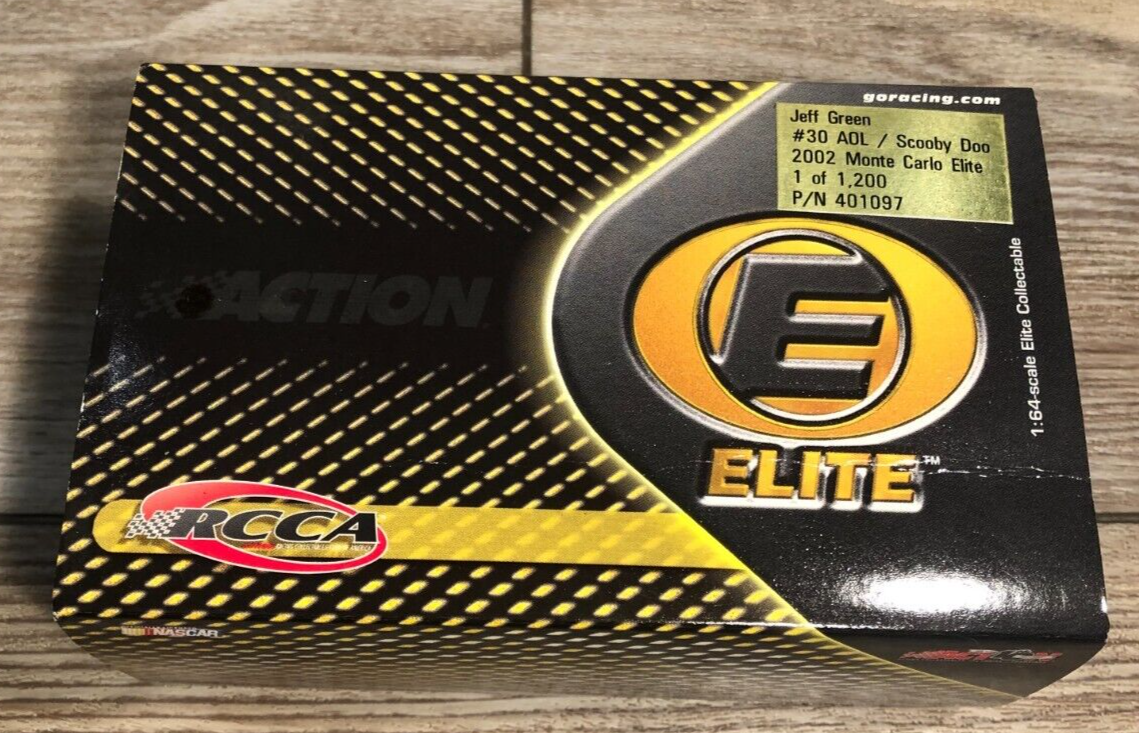 goracing.com
Jeff Green
#30 AOL / Scooby Doo
2002 Monte Carlo Elite
1 of 1,200
P/N 401097
ACTION
E
1:64-scale Elite Collectable
ELITE™
RCCA
NASCAR